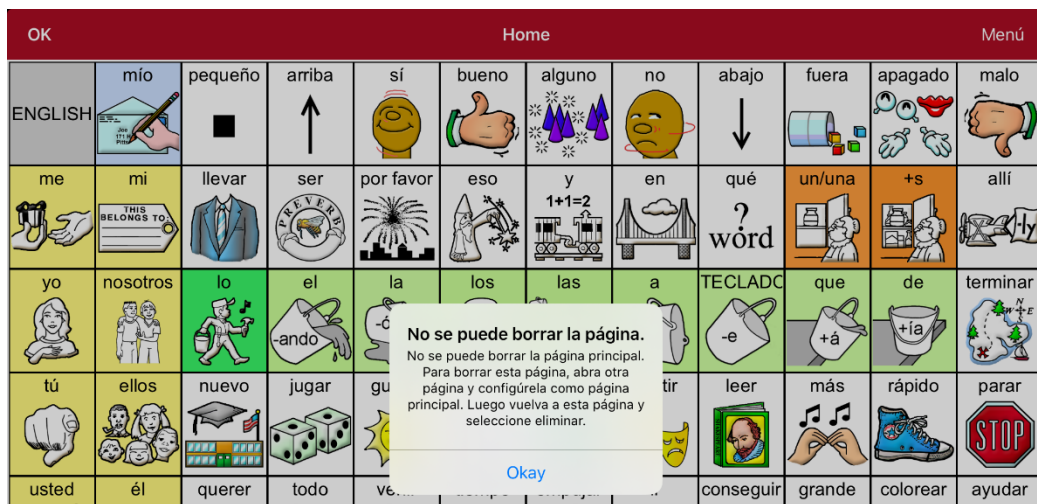 OK Home Menú
ENGLISH mío pequeño arriba sí bueno alguno no abajo fuera apagado malo
me mi llevar ser por favor eso y en qué un/una +s allí
THIS
BELONGS TO:
PREVERB
1+1=2
word
-ly
yo nosotros lo el la los las a TECLADO que de terminar
-ando -e +á +ía
No se puede borrar la página.
No se puede borrar la página principal.
Para borrar esta página, abra otra
página y configúrela como página
principal. Luego vuelva a esta página y
seleccione eliminar.
Okay
tú ellos nuevo jugar leer más rápido parar
STOP
usted él querer todo conseguir grande colorear ayudar